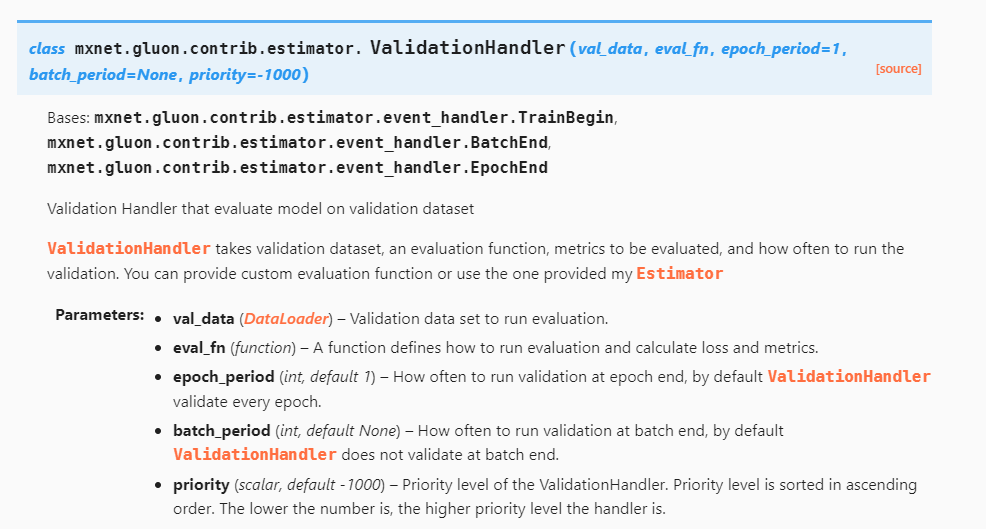 class mxnet.gluon.contrib.estimator. ValidationHandler(val_data, eval_fn, epoch_period=1,
batch_period=None, priority=-1000)
[source]
Bases: mxnet.gluon.contrib.estimator.event_handler.TrainBegin,
mxnet.gluon.contrib.estimator.event_handler.BatchEnd,
mxnet.gluon.contrib.estimator.event_handler.EpochEnd
Validation Handler that evaluate model on validation dataset
ValidationHandler takes validation dataset, an evaluation function, metrics to be evaluated, and how often to run the
validation. You can provide custom evaluation function or use the one provided my Estimator
Parameters:
• val_data (DataLoader) – Validation data set to run evaluation.
• eval_fn (function) – A function defines how to run evaluation and calculate loss and metrics.
• epoch_period (int, default 1) – How often to run validation at epoch end, by default ValidationHandler
validate every epoch.
• batch_period (int, default None) – How often to run validation at batch end, by default
ValidationHandler does not validate at batch end.
• priority (scalar, default -1000) – Priority level of the ValidationHandler. Priority level is sorted in ascending
order. The lower the number is, the higher priority level the handler is.